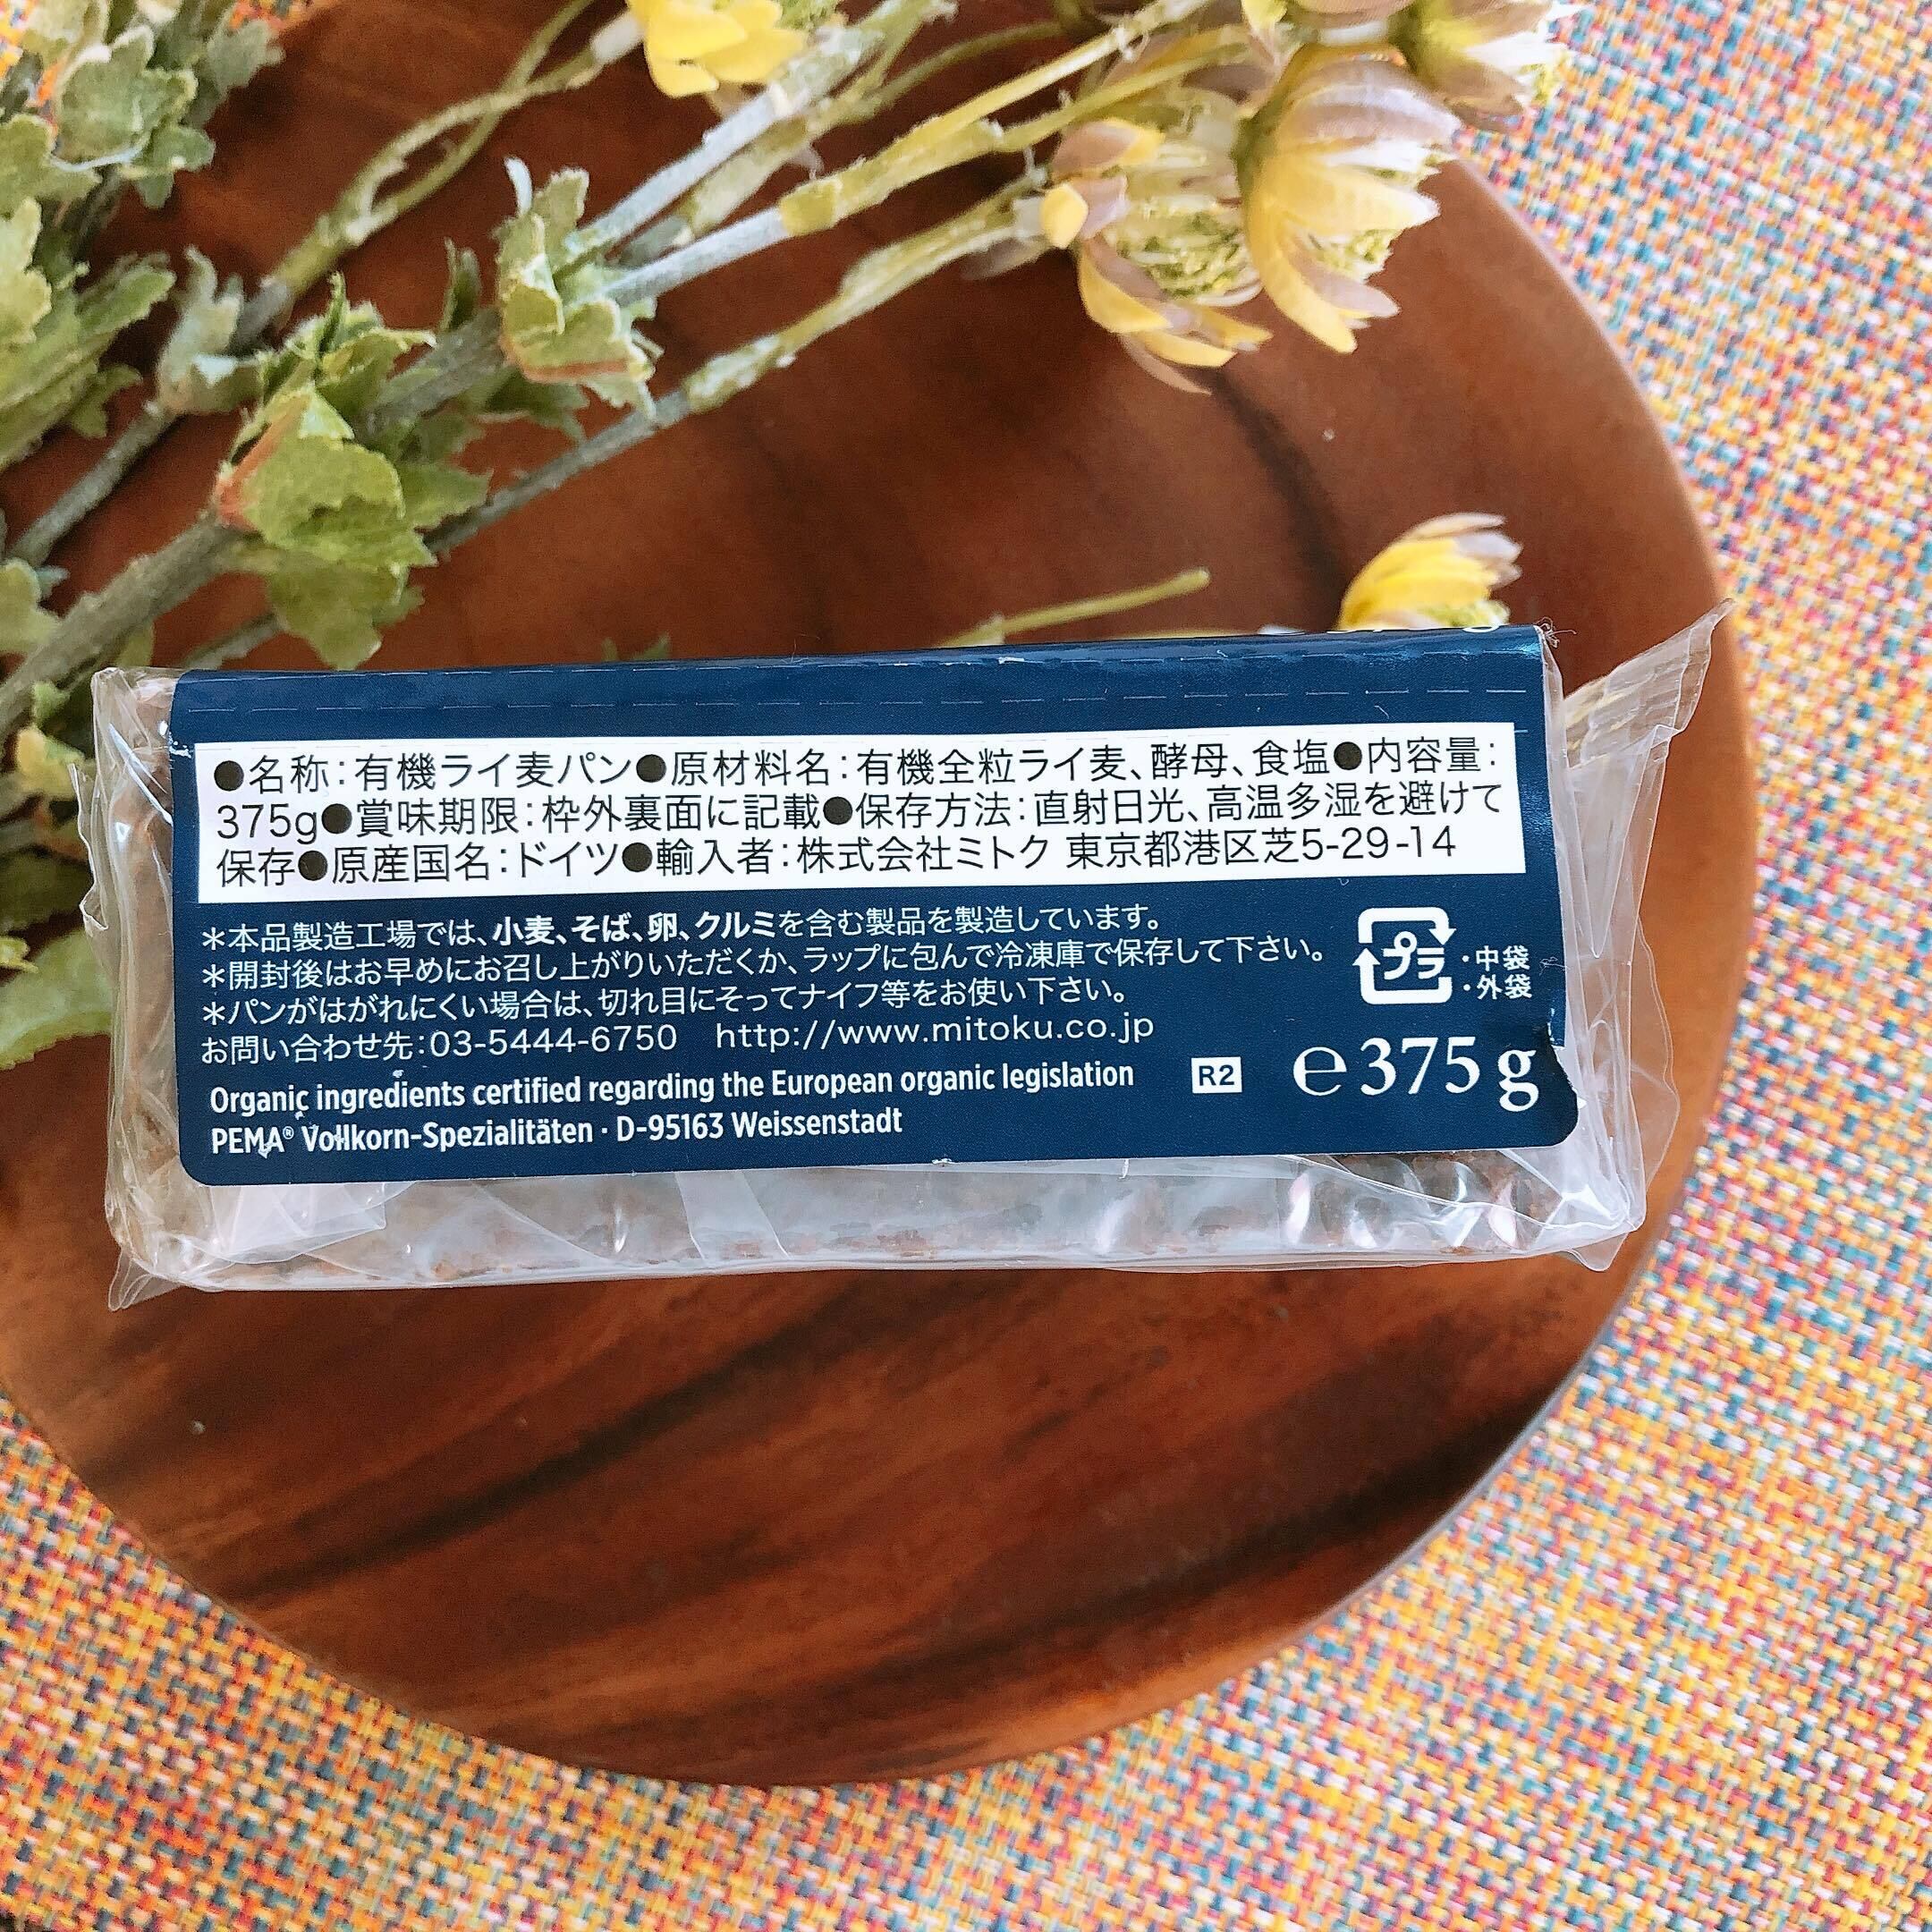 ●名称：有機ライ麦パン●原材料名：有機全粒ライ麦、酵母、食塩●内容量：
375g●賞味期限：枠外裏面に記載●保存方法：直射日光、高温多湿を避けて
保存●原産国名：ドイツ●輸入者：株式会社ミトク 東京都港区芝5-29-14
＊本品製造工場では、小麦、そば、卵、クルミを含む製品を製造しています。
＊開封後はお早めにお召し上がりいただくか、ラップに包んで冷凍庫で保存して下さい。
＊パンがはがれにくい場合は、切れ目にそってナイフ等をお使い下さい。
お問い合わせ先：03-5444-6750 http://www.mitoku.co.jp
プラ
・中袋
・外袋
Organic ingredients certified regarding the European organic legislation
PEMA® Vollkorn-Spezialitäten · D-95163 Weissenstadt
R2
℮375g